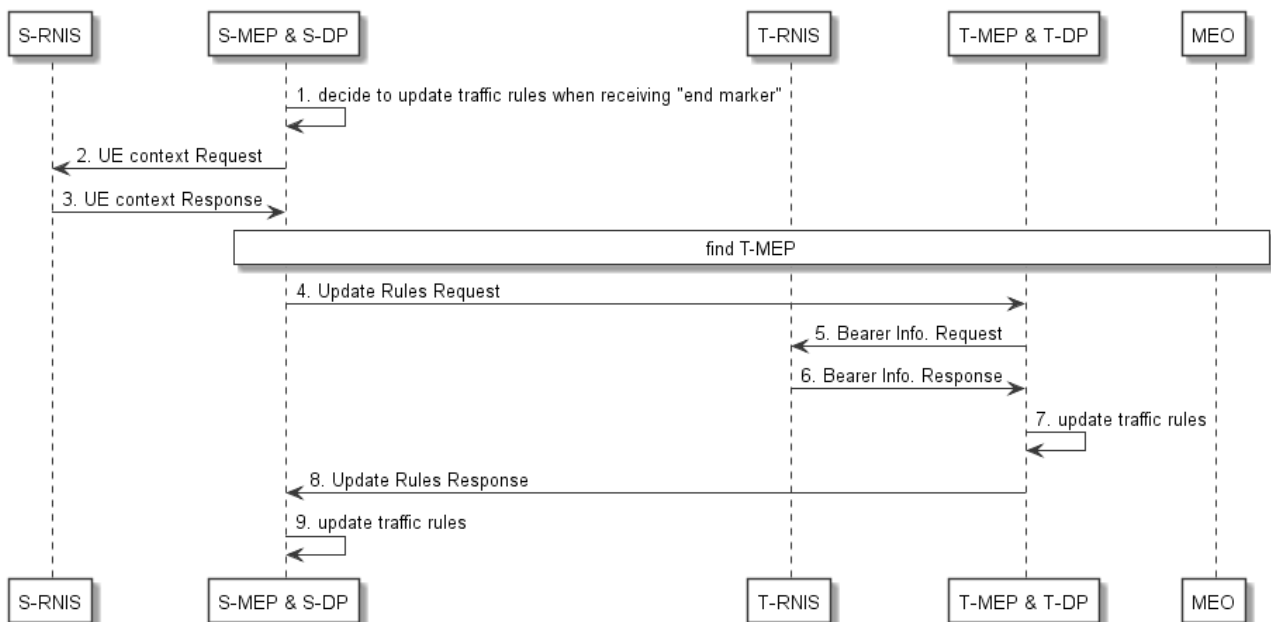 S-RNIS
S-MEP & S-DP
T-RNIS
T-MEP & T-DP
MEO
1. decide to update traffic rules when receiving "end marker"
2. UE context Request
3. UE context Response
find T-MEP
4. Update Rules Request
5. Bearer Info. Request
6. Bearer Info. Response
7. update traffic rules
8. Update Rules Response
9. update traffic rules
S-RNIS
S-MEP & S-DP
T-RNIS
T-MEP & T-DP
MEO